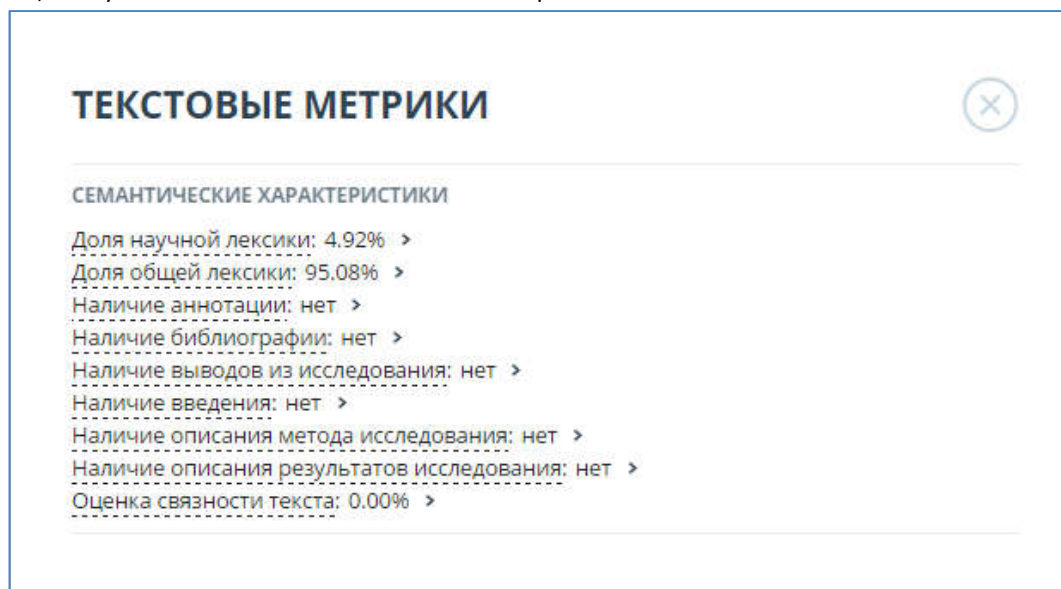 ТЕКСТОВЫЕ МЕТРИКИ
СЕМАНТИЧЕСКИЕ ХАРАКТЕРИСТИКИ
Доля научной лексики: 4.92% >
Доля общей лексики: 95.08% >
Наличие аннотации: нет >
Наличие библиографии: нет >
Наличие выводов из исследования: нет >
Наличие введения: нет >
Наличие описания метода исследования: нет >
Наличие описания результатов исследования: нет >
Оценка связности текста: 0.00% >